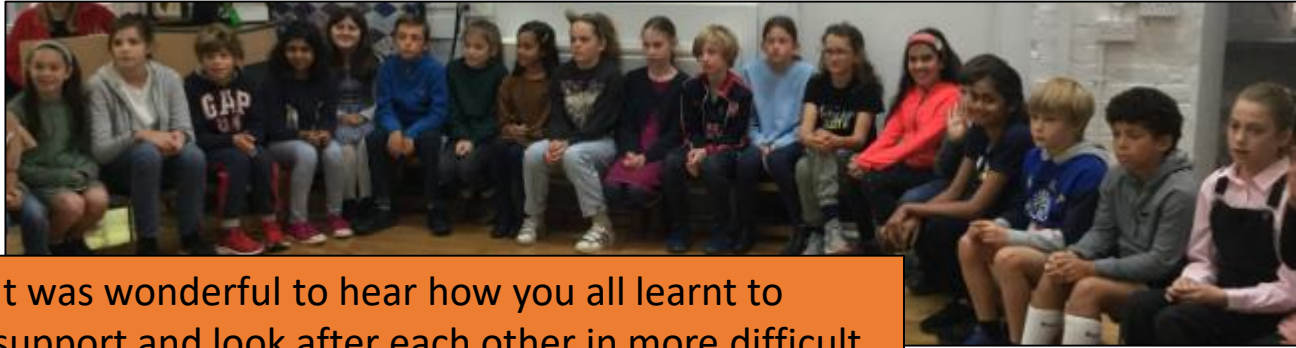 GAP
t was wonderful to hear how you all learnt to
support and look after each other in more difficult